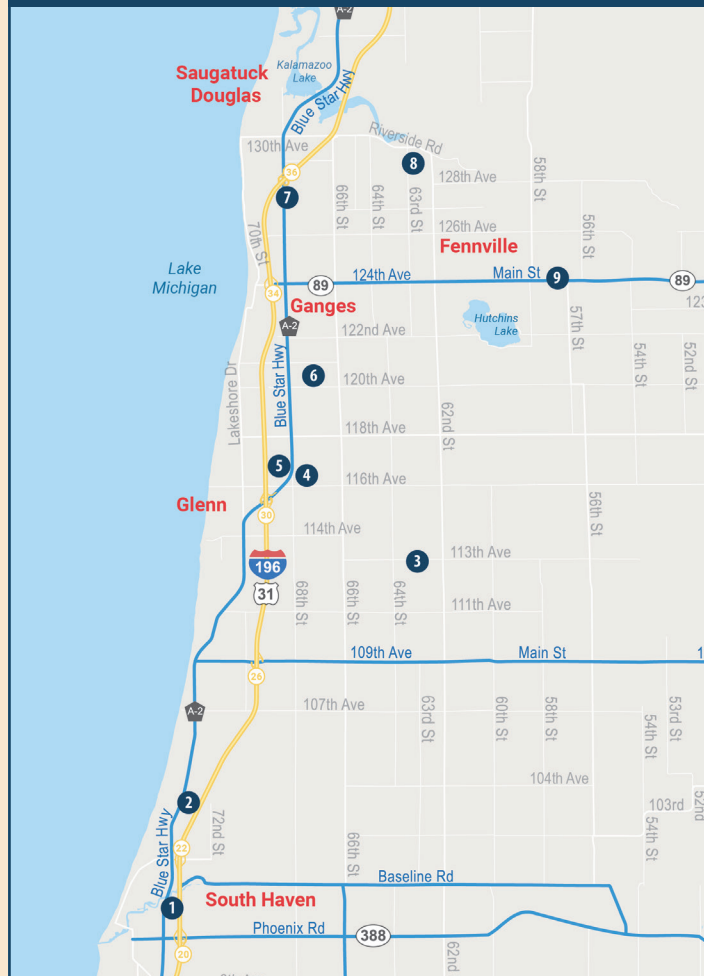 A-2
Saugatuck
Douglas
Kalamazoo
Lake
Blue Star Hwy
130th Ave
Riverside Rd
36
8
128th Ave
58th St
7
66th St
64th St
63rd St
126th Ave
56th St
70th St
Fennville
Lake
Michigan
34
89
124th Ave
Main St
9
89
123
Ganges
A-2
122nd Ave
Hutchins
Lake
57th St
54th St
52nd St
Lakeshore Dr
Blue Star Hwy
6
120th Ave
118th Ave
62nd St
5
4
116th Ave
Glenn
30
56th St
114th Ave
196
31
3
113th Ave
68th St
66th St
64th St
111th Ave
109th Ave
Main St
1
26
A-2
107th Ave
63rd St
60th St
58th St
54th St
53rd St
104th Ave
2
103rd
52nd
Blue Star Hwy
72nd St
22
66th St
54th St
Baseline Rd
1
South Haven
Phoenix Rd
388
20
62nd